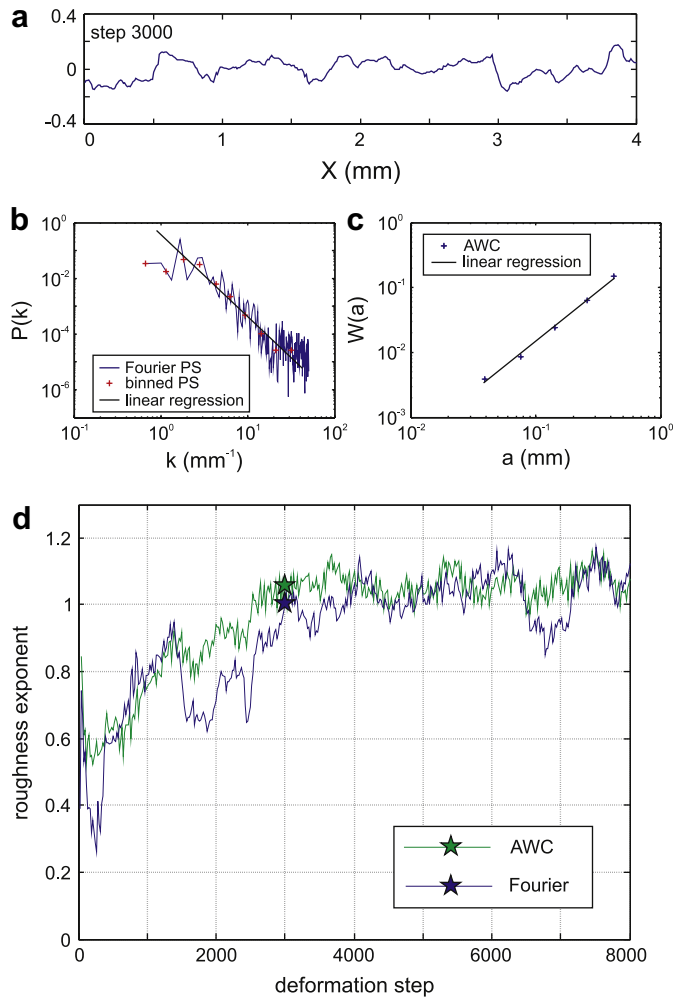 a
step 3000
0.4
0
-0.4
0 1 2 3 4
X (mm)
b
10^0
10^-2
10^-4
10^-6
P(k)
Fourier PS
binned PS
linear regression
10^-1 10^0 10^1 10^2
k (mm^-1)
c
10^0
10^-1
10^-2
10^-3
W(a)
AWC
linear regression
10^-2 10^-1 10^0
a (mm)
d
1.2
1
0.8
0.6
0.4
0.2
0
roughness exponent
AWC
Fourier
0 2000 4000 6000 8000
deformation step